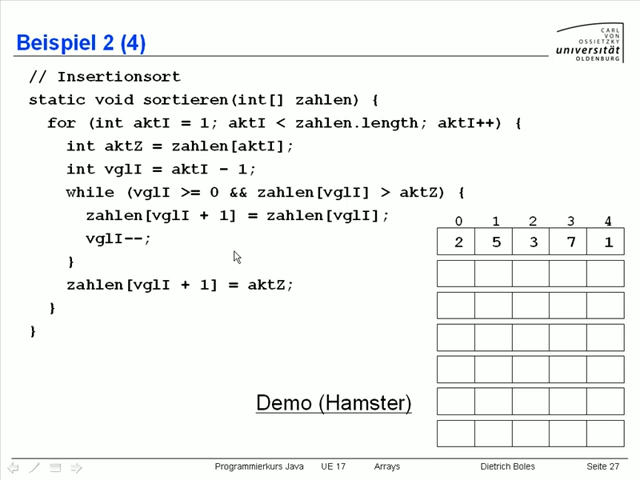 Beispiel 2 (4)
CARL
VON
OSSIETZKY
universität
OLDENBURG
// Insertionsort
static void sortieren(int[] zahlen) {
for (int aktI = 1; aktI < zahlen.length; aktI++) {
int aktZ = zahlen[aktI];
int vglI = aktI - 1;
while (vglI >= 0 && zahlen[vglI] > aktZ) {
zahlen[vglI + 1] = zahlen[vglI];
vglI--;
}
zahlen[vglI + 1] = aktZ;
}
}
0 1 2 3 4
2 5 3 7 1
Demo (Hamster)
Programmierkurs Java UE 17 Arrays Dietrich Boles Seite 27